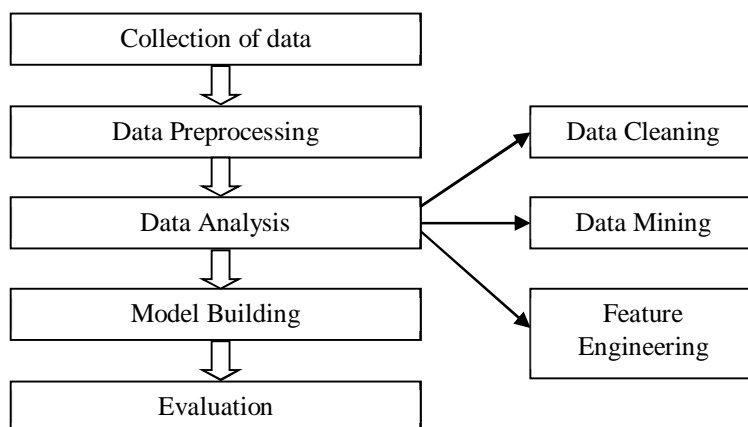 Collection of data
Data Preprocessing
Data Cleaning
Data Analysis
Data Mining
Model Building
Feature
Engineering
Evaluation